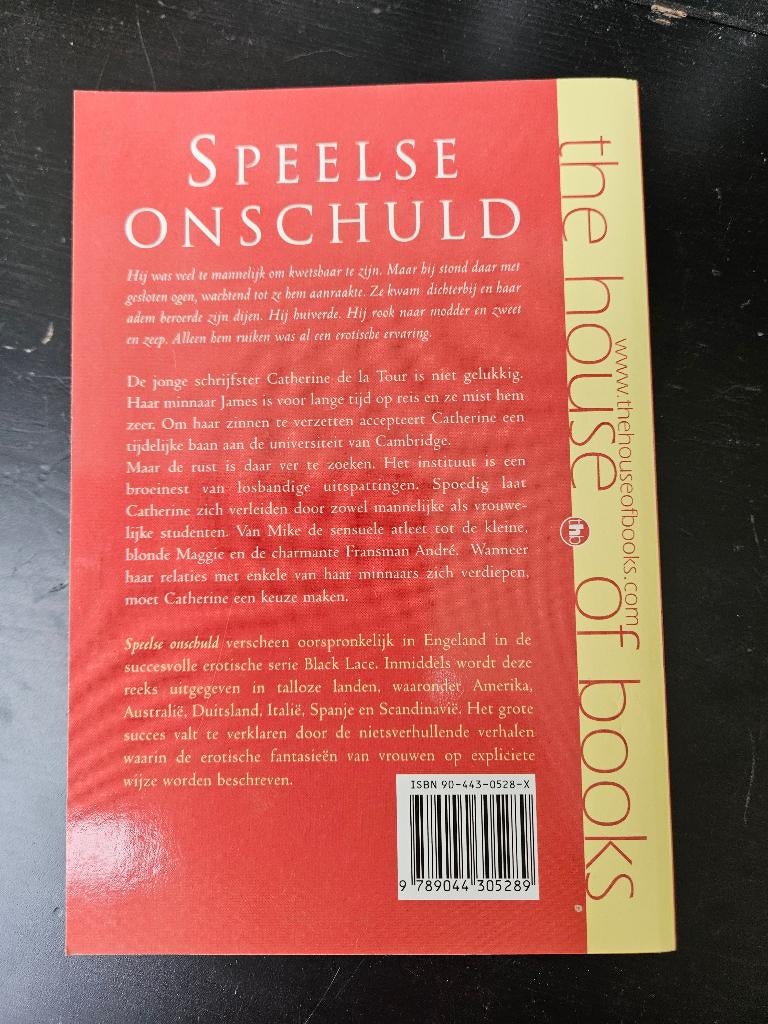 SPEELSE
ONSCHULD
Hij was veel te mannelijk om kwetsbaar te zijn. Maar hij stond daar met
gesloten ogen, wachtend tot ze hem aanraakte. Ze kwam dichterbij en haar
adem beroerde zijn dijen. Hij huiverde. Hij rook naar modder en zweet
en zeep. Alleen hem ruiken was al een erotische ervaring.
De jonge schrijfster Catherine de la Tour is niet gelukkig.
Haar minnaar James is voor lange tijd op reis en ze mist hem
zeer. Om haar zinnen te verzetten accepteert Catherine een
tijdelijke baan aan de universiteit van Cambridge.
Maar de rust is daar ver te zoeken. Het instituut is een
broeinest van losbandige uitspattingen. Spoedig laat
Catherine zich verleiden door zowel mannelijke als vrouwe-
lijke studenten. Van Mike de sensuele atleet tot de kleine,
blonde Maggie en de charmante Fransman André. Wanneer
haar relaties met enkele van haar minnaars zich verdiepen,
moet Catherine een keuze maken.
Speelse onschuld verscheen oorspronkelijk in Engeland in de
succesvolle erotische serie Black Lace. Inmiddels wordt deze
reeks uitgegeven in talloze landen, waaronder Amerika,
Australië, Duitsland, Italië, Spanje en Scandinavië. Het grote
succes valt te verklaren door de nietsverhullende verhalen
waarin de erotische fantasieën van vrouwen op expliciete
wijze worden beschreven.
ISBN 90-443-0528-X
9 789044 305289
the house of books
www.thehouseofbooks.com
thb